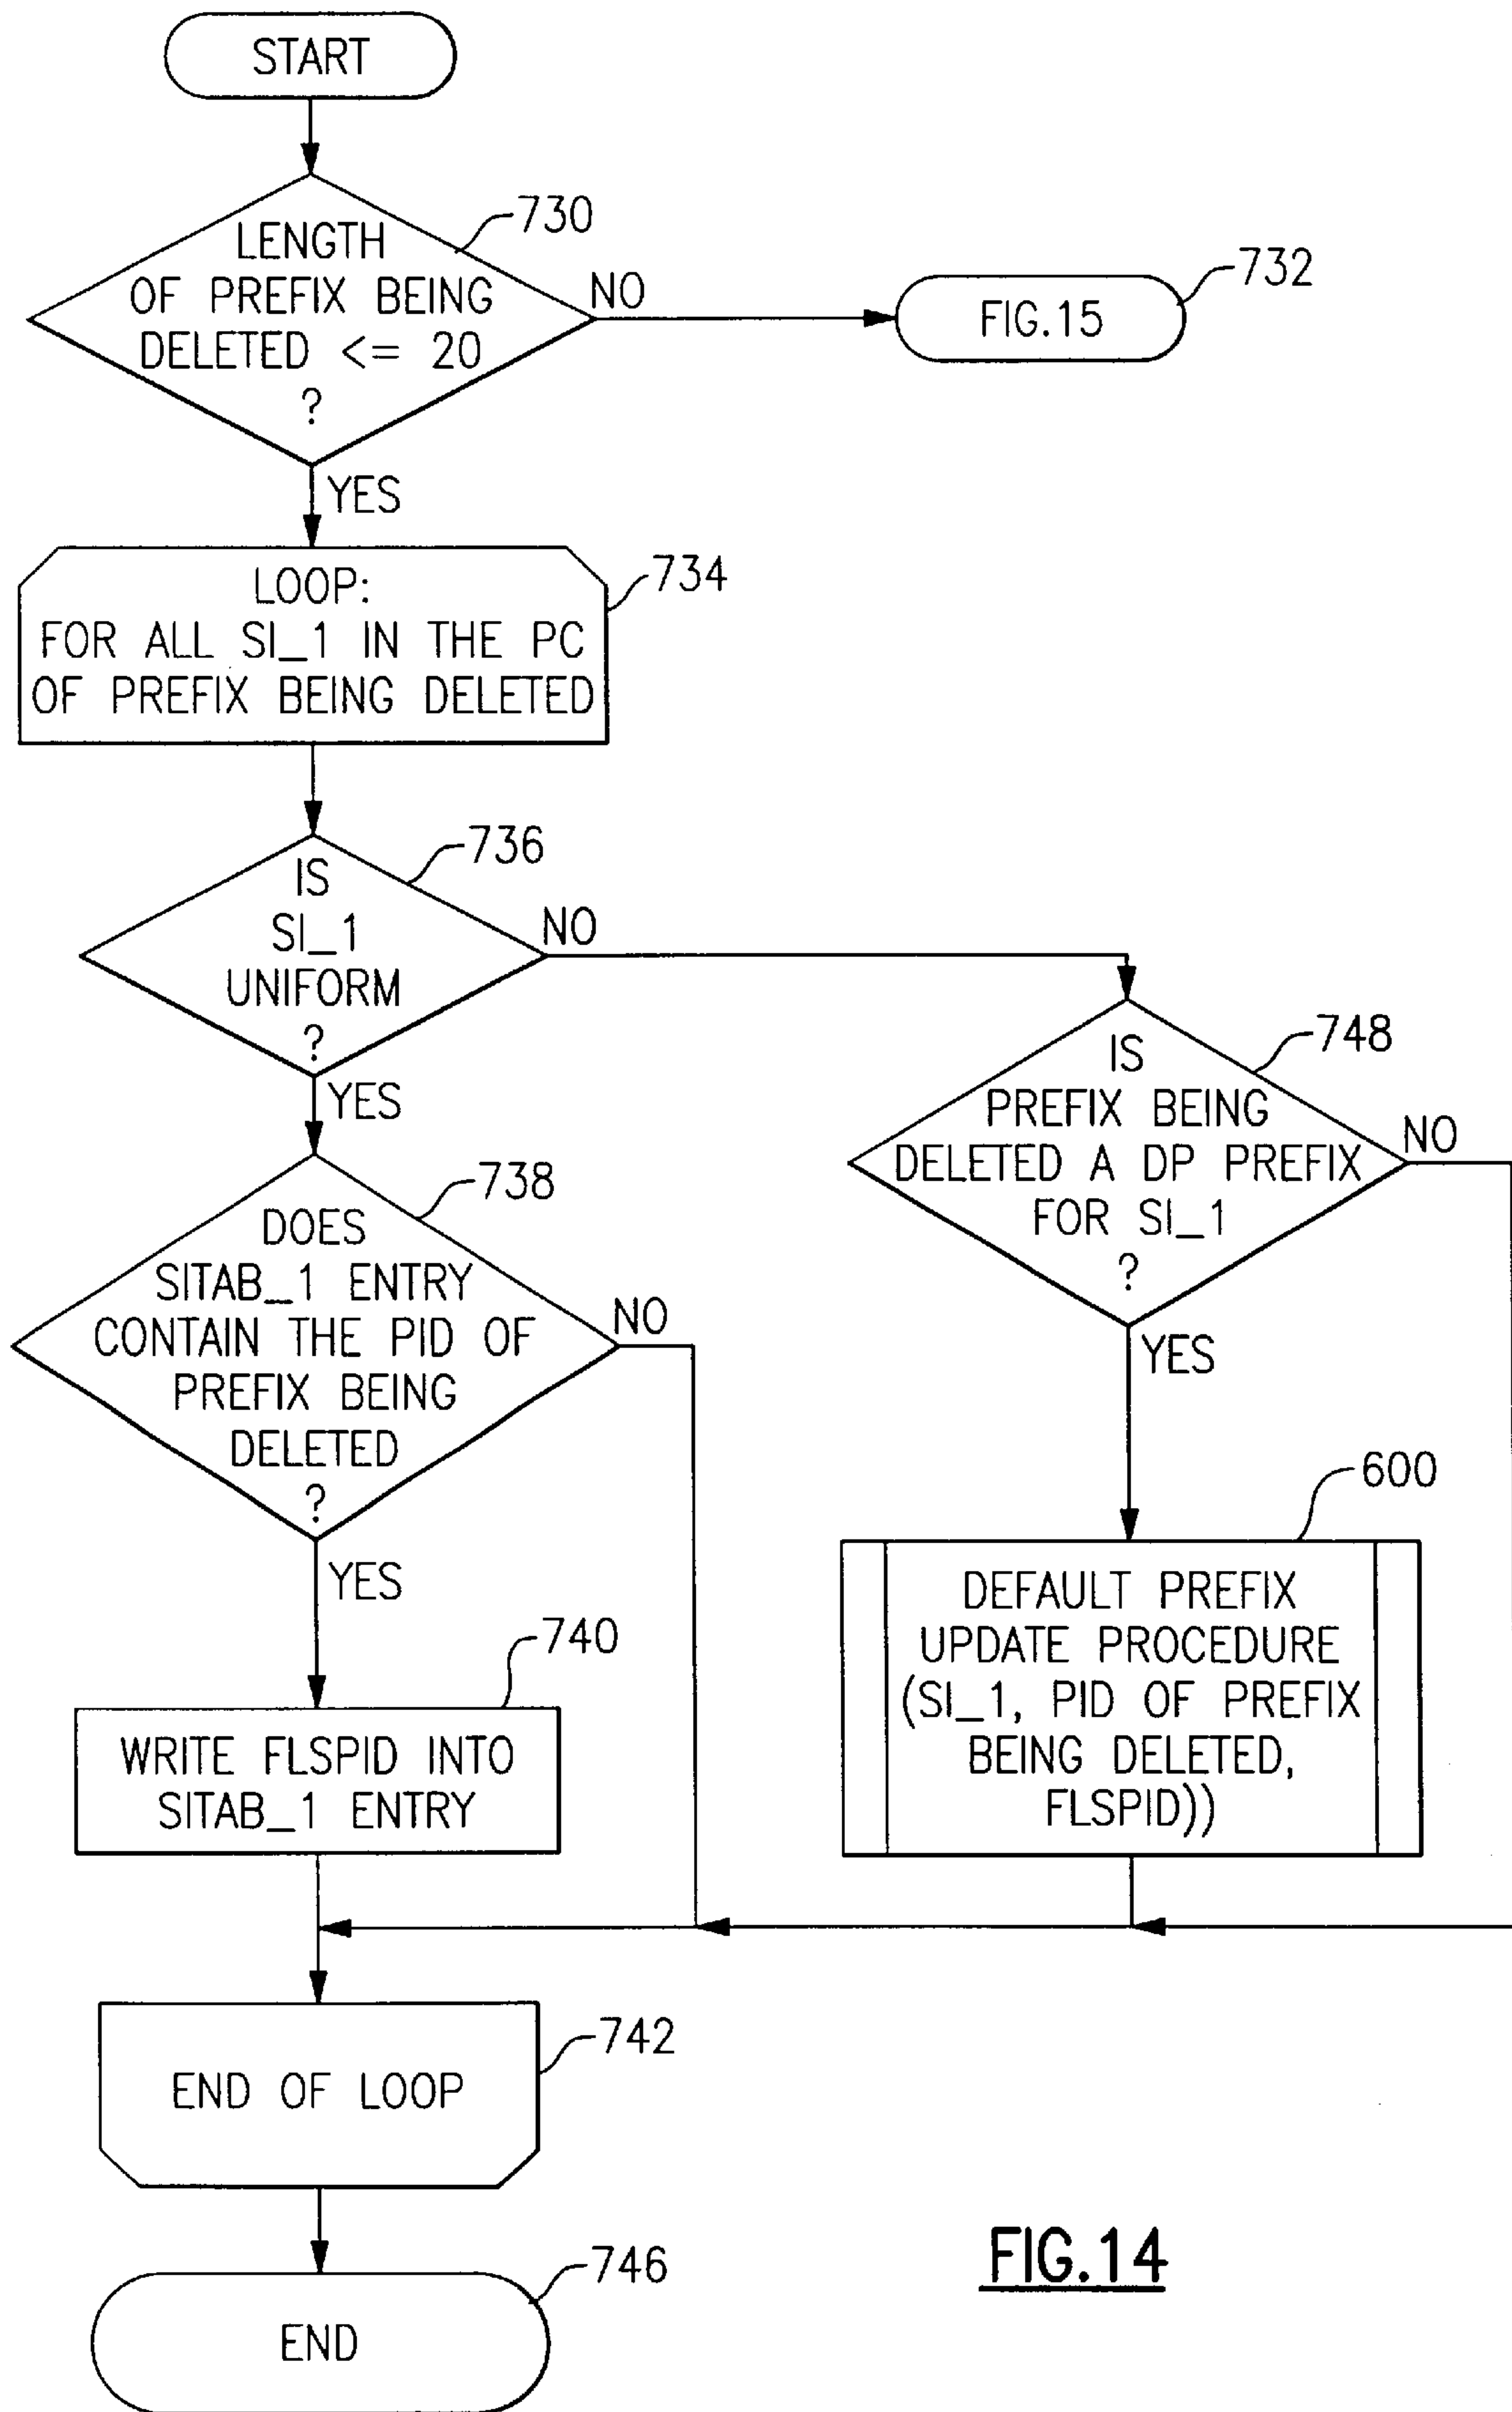 START
730
LENGTH
OF PREFIX BEING
DELETED <= 20
?
NO
732
FIG.15
YES
734
LOOP:
FOR ALL SI_1 IN THE PC
OF PREFIX BEING DELETED
736
IS
SI_1
UNIFORM
?
NO
YES
748
IS
PREFIX BEING
DELETED A DP PREFIX
FOR SI_1
?
NO
YES
738
DOES
SITAB_1 ENTRY
CONTAIN THE PID OF
PREFIX BEING
DELETED
?
NO
YES
600
DEFAULT PREFIX
UPDATE PROCEDURE
(SI_1, PID OF PREFIX
BEING DELETED,
FLSPID))
740
WRITE FLSPID INTO
SITAB_1 ENTRY
742
END OF LOOP
746
END
FIG.14